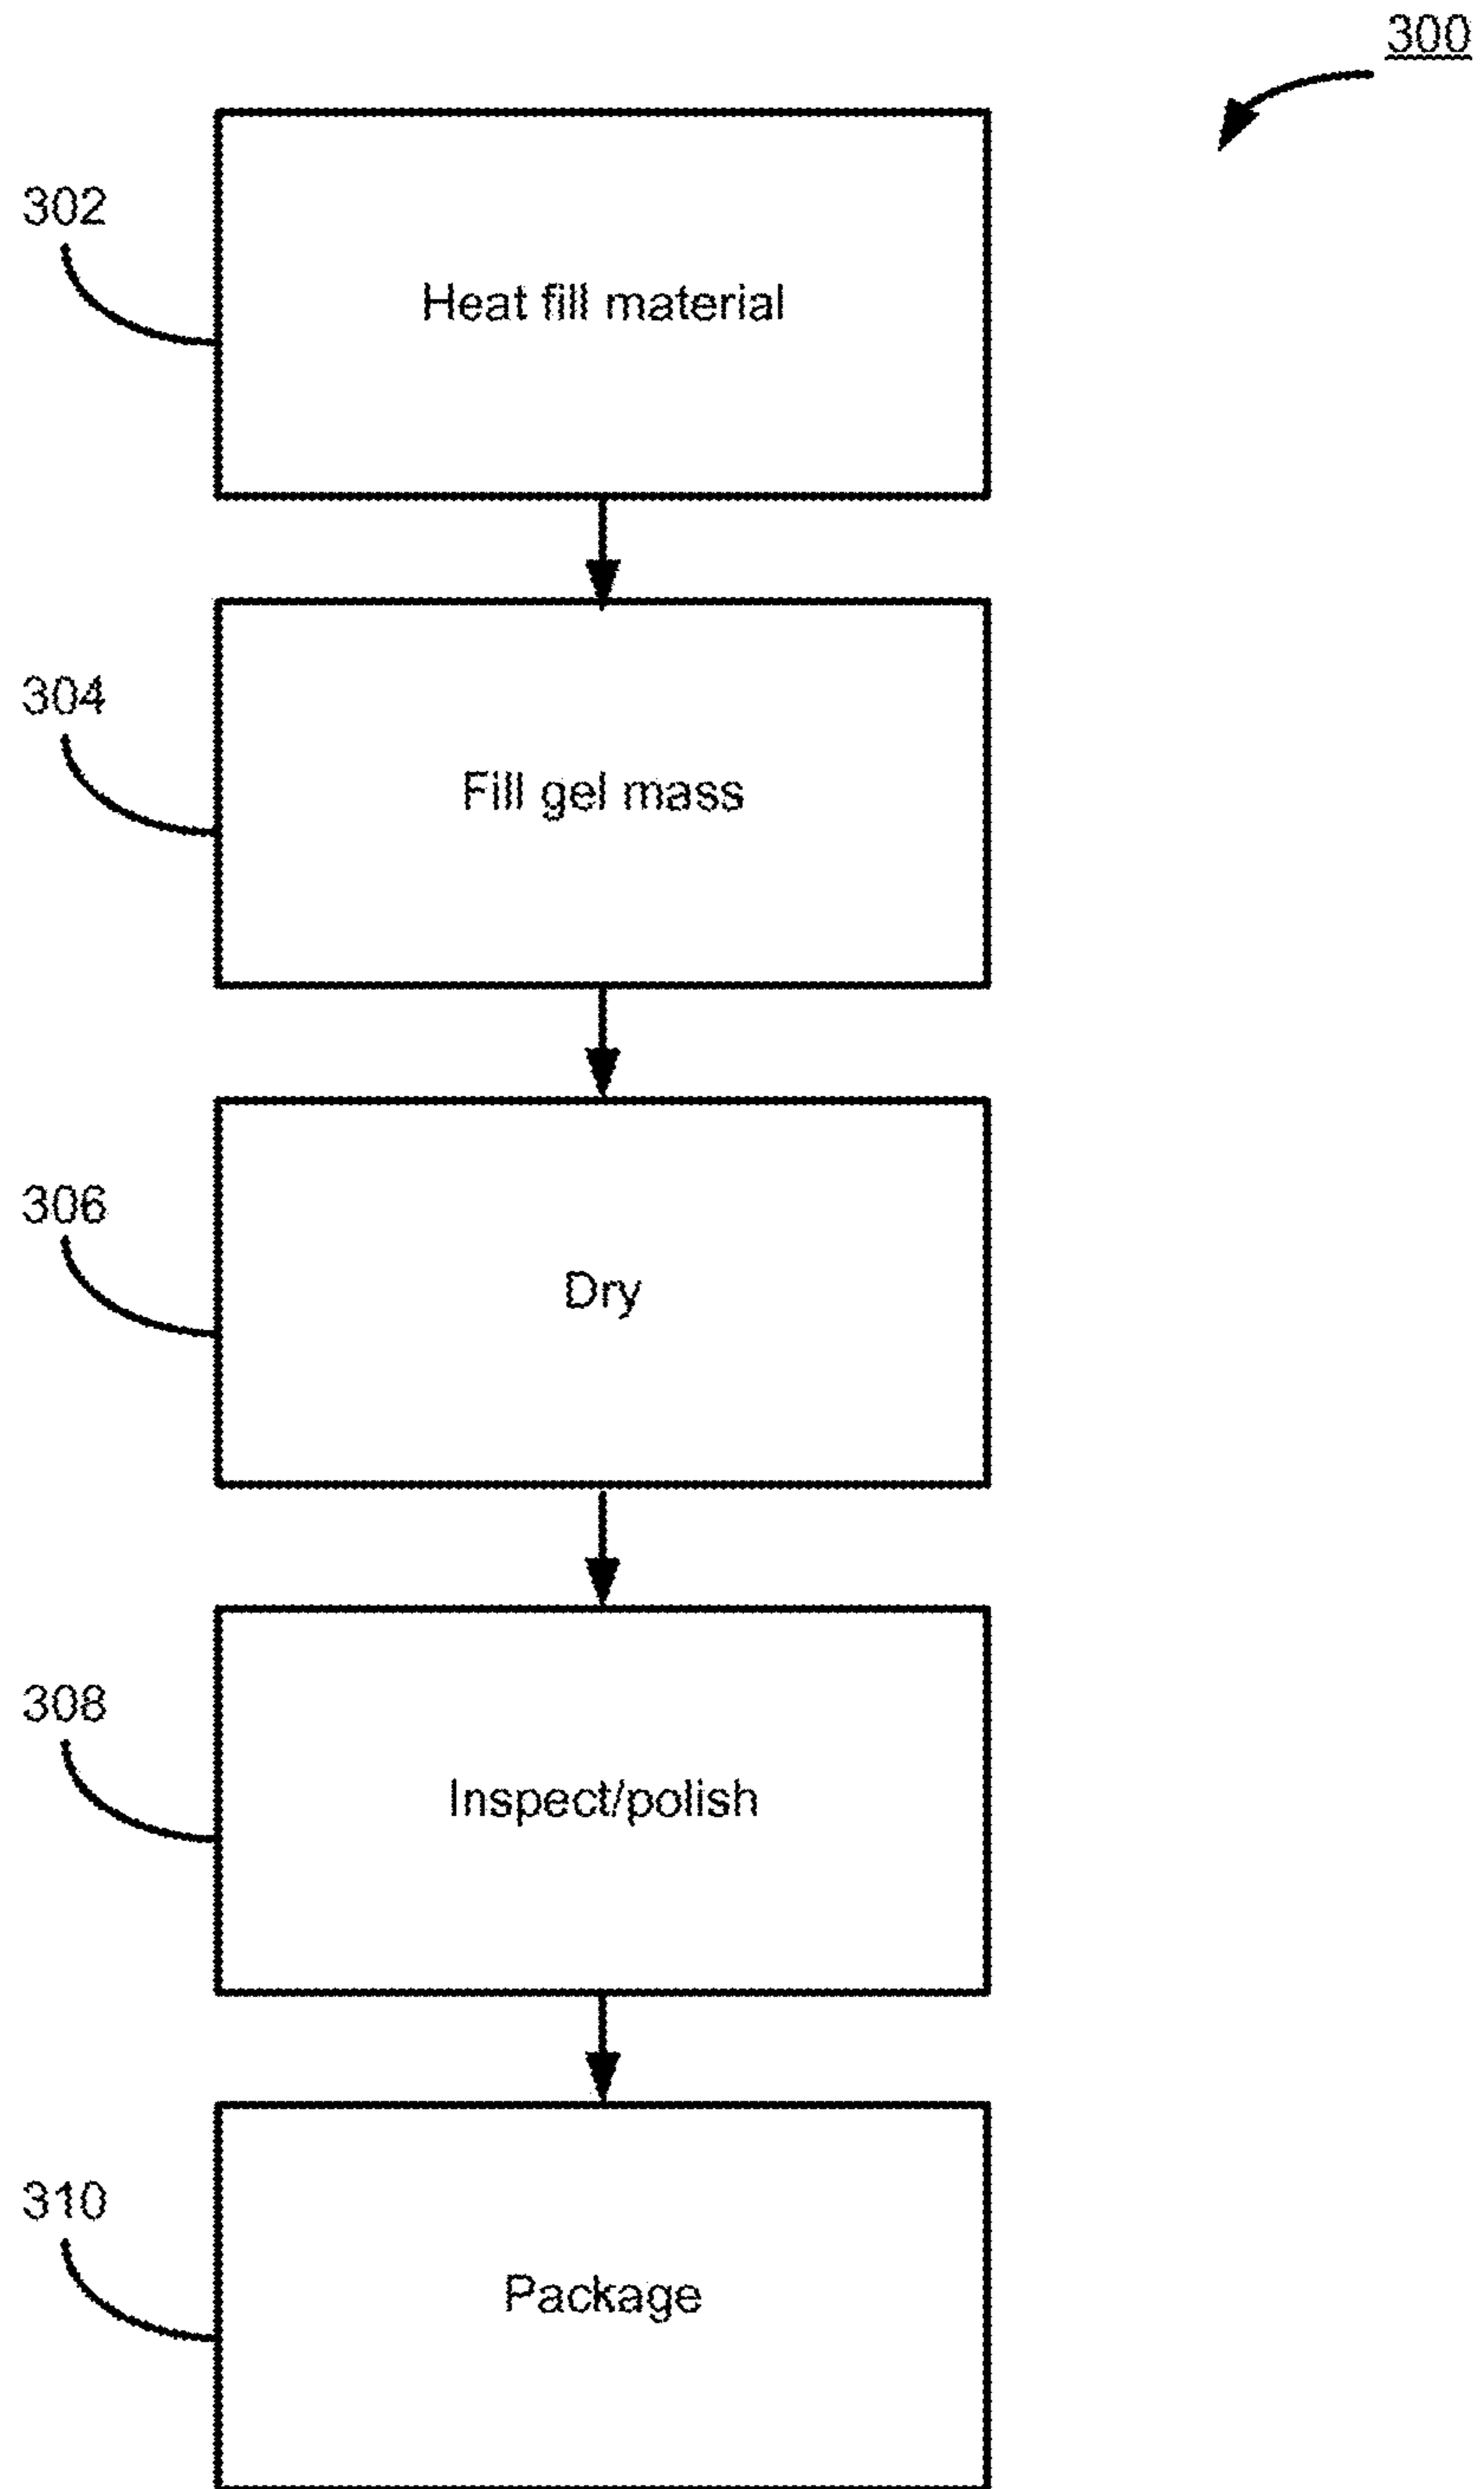 300
302
Heat fill material
304
Fill gel mass
306
Dry
308
Inspect/polish
310
Package